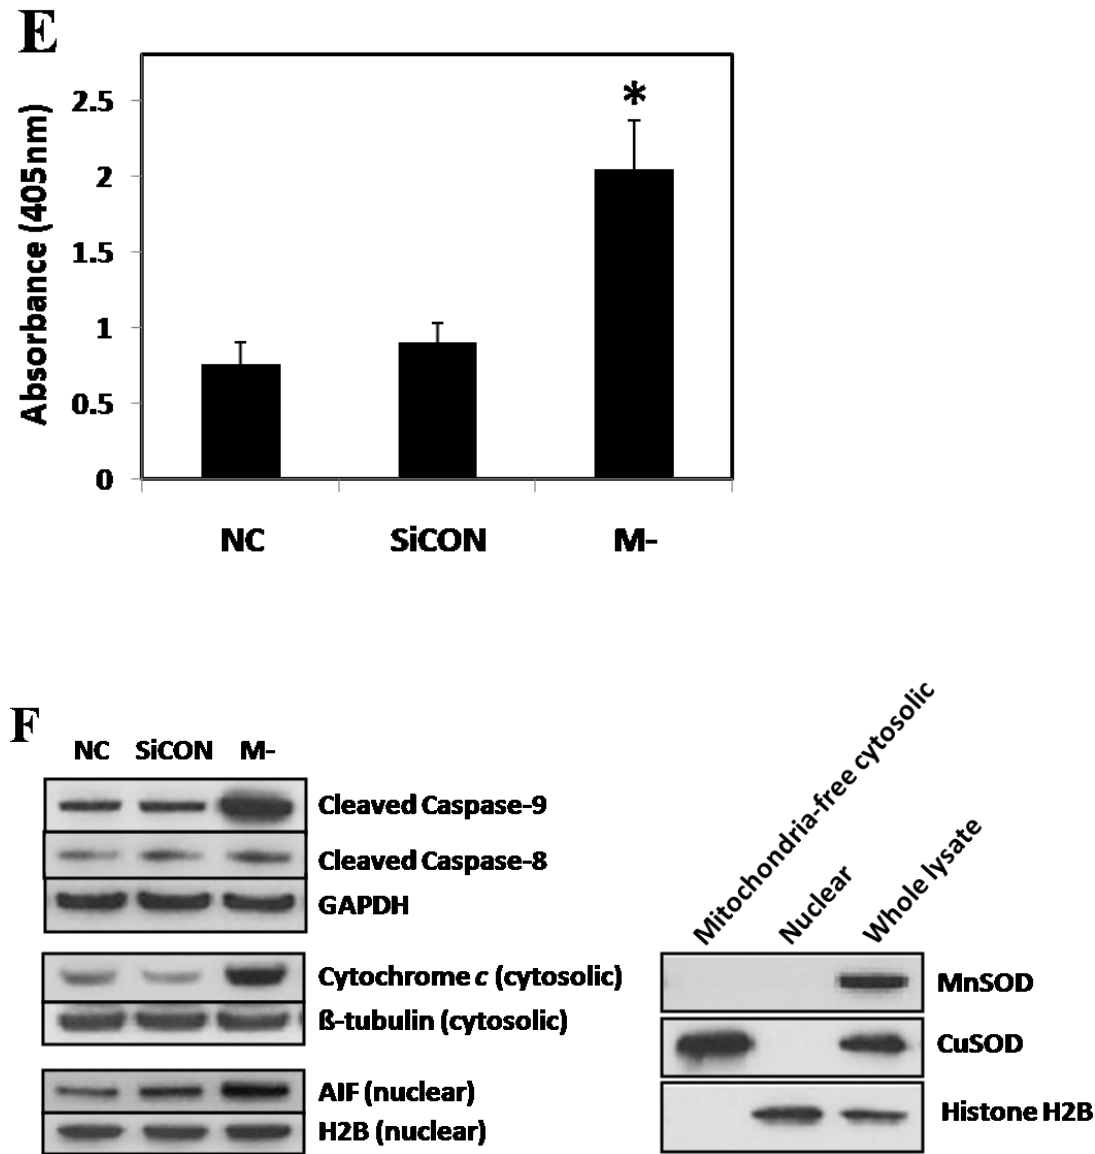 E
Absorbance (405nm)
2.5
2
1.5
1
0.5
0
*
NC SiCON M-
F
NC SiCON M-
Cleaved Caspase-9
Cleaved Caspase-8
GAPDH
Cytochrome c (cytosolic)
ß-tubulin (cytosolic)
AIF (nuclear)
H2B (nuclear)
Mitochondria-free cytosolic
Nuclear
Whole lysate
MnSOD
CuSOD
Histone H2B